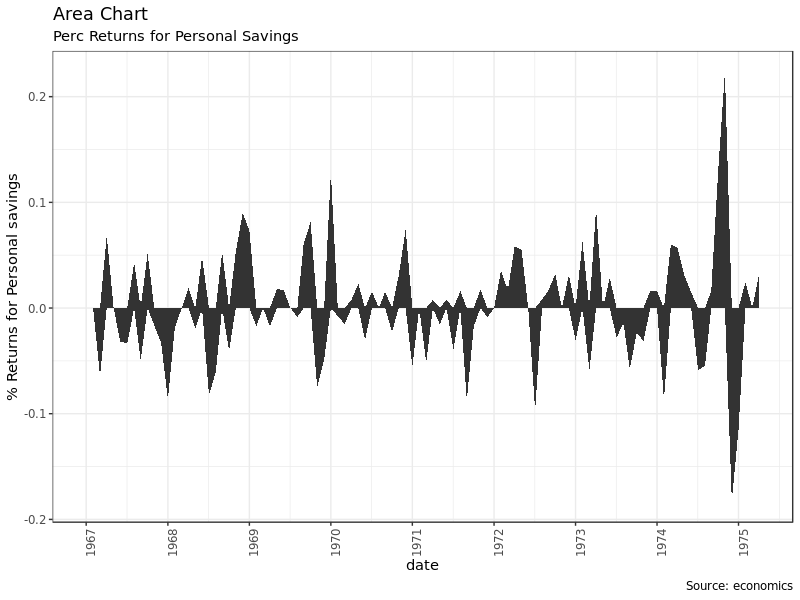 Area Chart
Perc Returns for Personal Savings
% Returns for Personal savings
0.2
0.1
0.0
-0.1
-0.2
1967
1968
1969
1970
1971
1972
1973
1974
1975
date
Source: economics